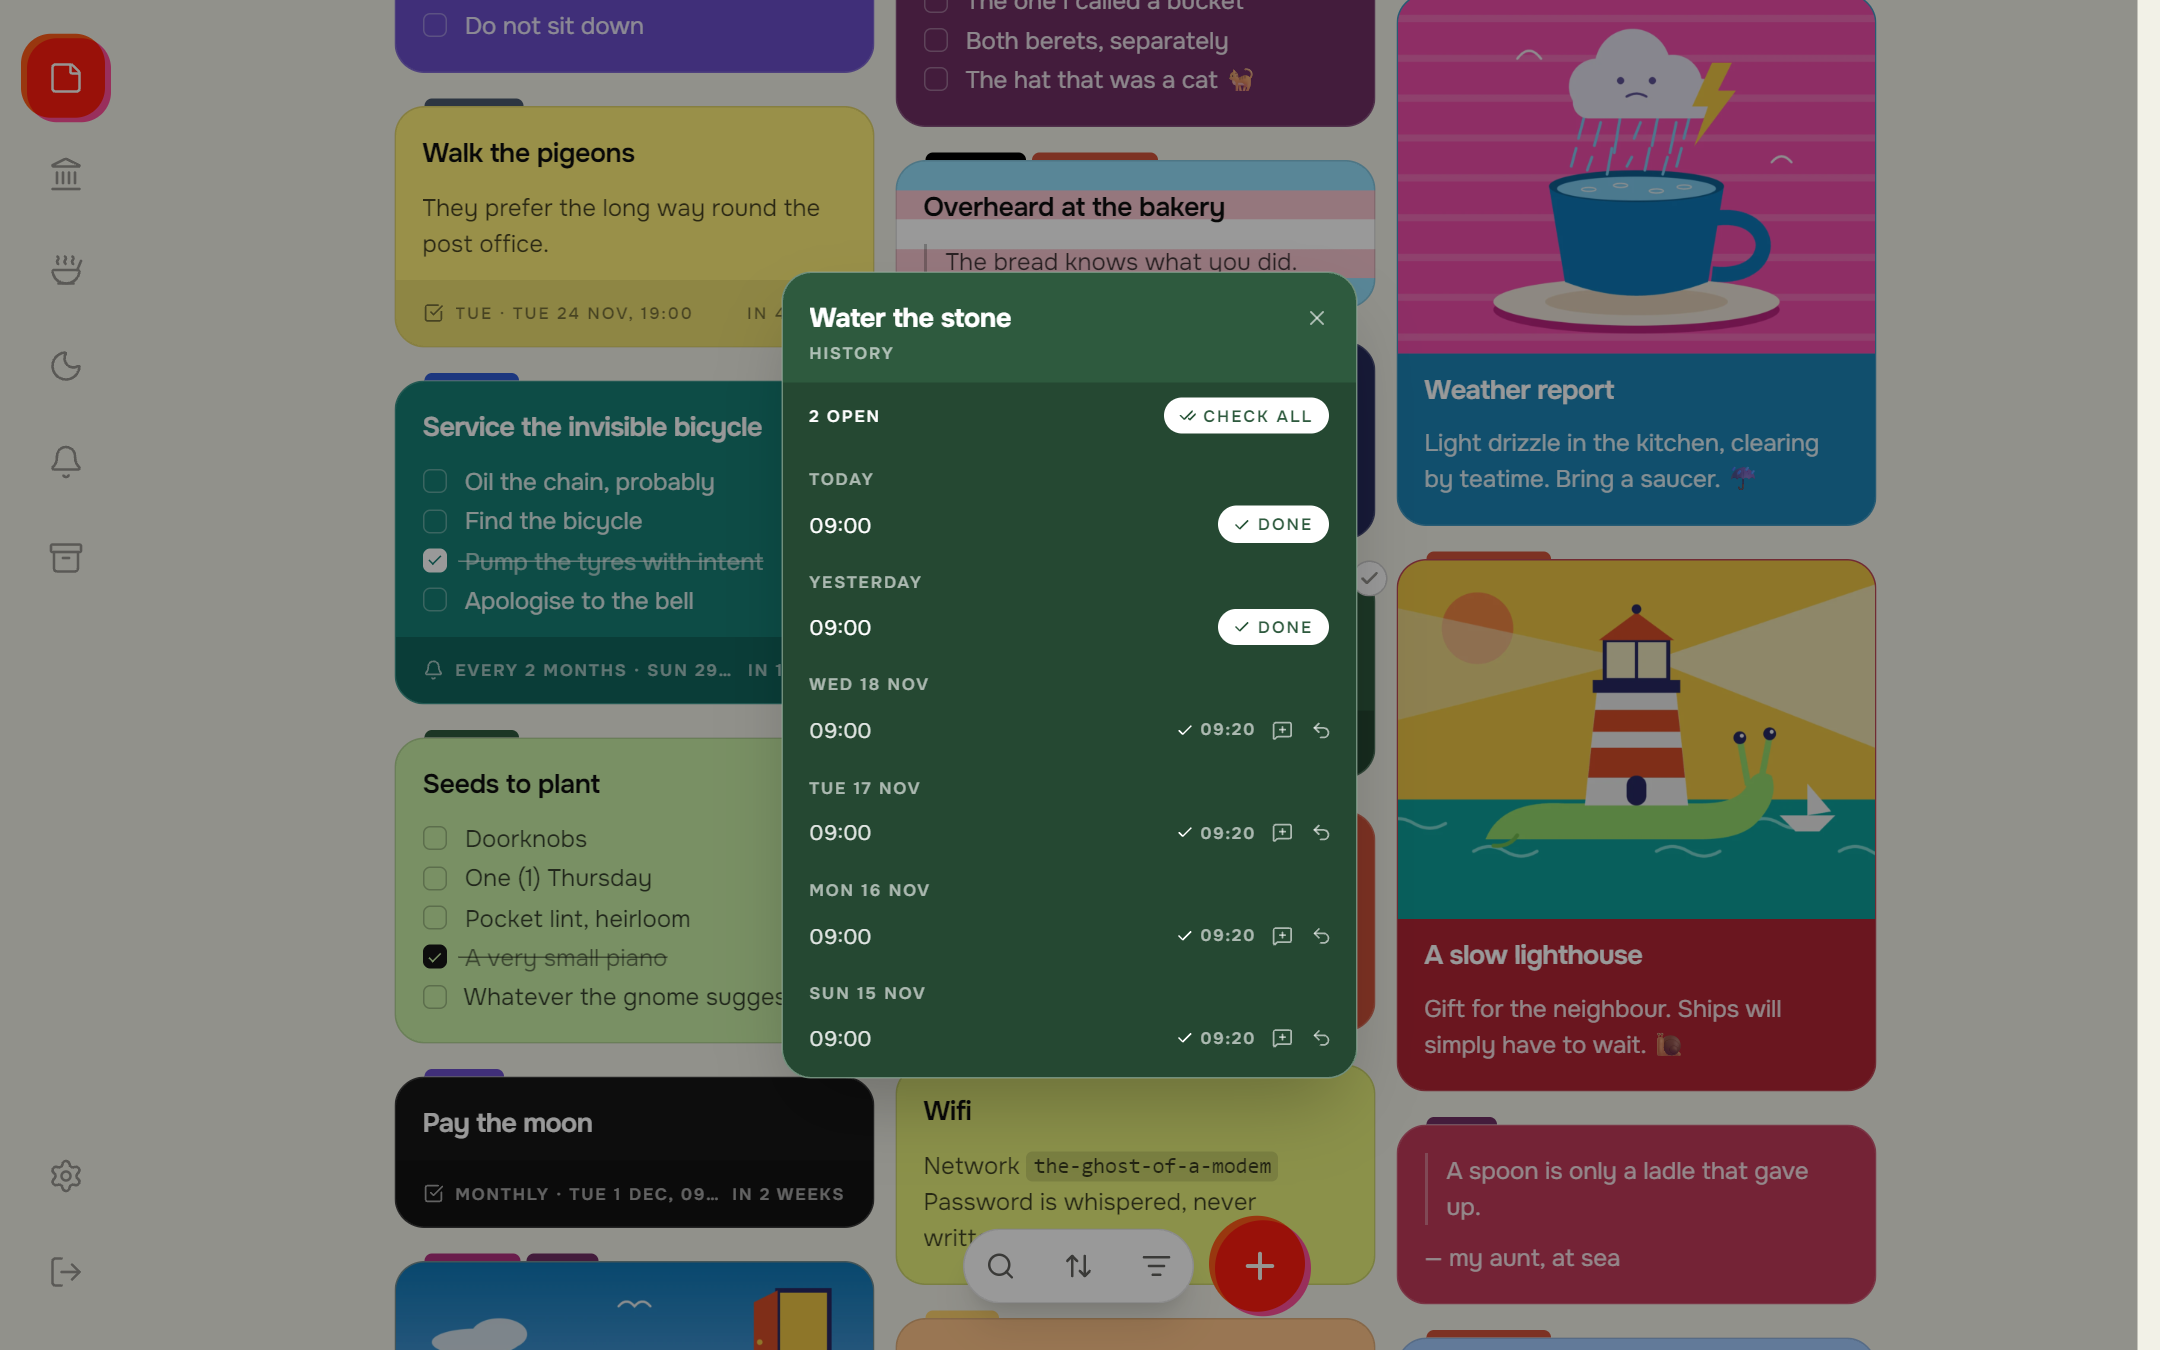 Do not sit down
Walk the pigeons
They prefer the long way round the
post office.
TUE · TUE 24 NOV, 19:00
IN
Service the invisible bicycle
Oil the chain, probably
Find the bicycle
Pump the tyres with intent
Apologise to the bell
EVERY 2 MONTHS · SUN 29... IN
Seeds to plant
Doorknobs
One (1) Thursday
Pocket lint, heirloom
A very small piano
Whatever the gnome
Pay the moon
MONTHLY · TUE 1 DEC, 09... IN 2 WEEKS
The one I called a bucket
Both berets, separately
The hat that was a cat 🐈
Overheard at the bakery
The bread knows what you did.
Water the stone
HISTORY
2 OPEN
CHECK ALL
TODAY
09:00
DONE
YESTERDAY
09:00
DONE
WED 18 NOV
09:00
09:20
TUE 17 NOV
09:00
09:20
MON 16 NOV
09:00
09:20
SUN 15 NOV
09:00
09:20
Wifi
Network the-ghost-of-a-modem
Password is whispered, never
Weather report
Light drizzle in the kitchen, clearing
by teatime. Bring a saucer. ☔
A slow lighthouse
Gift for the neighbour. Ships will
simply have to wait. 🐌
A spoon is only a ladle that gave
up.
— my aunt, at sea